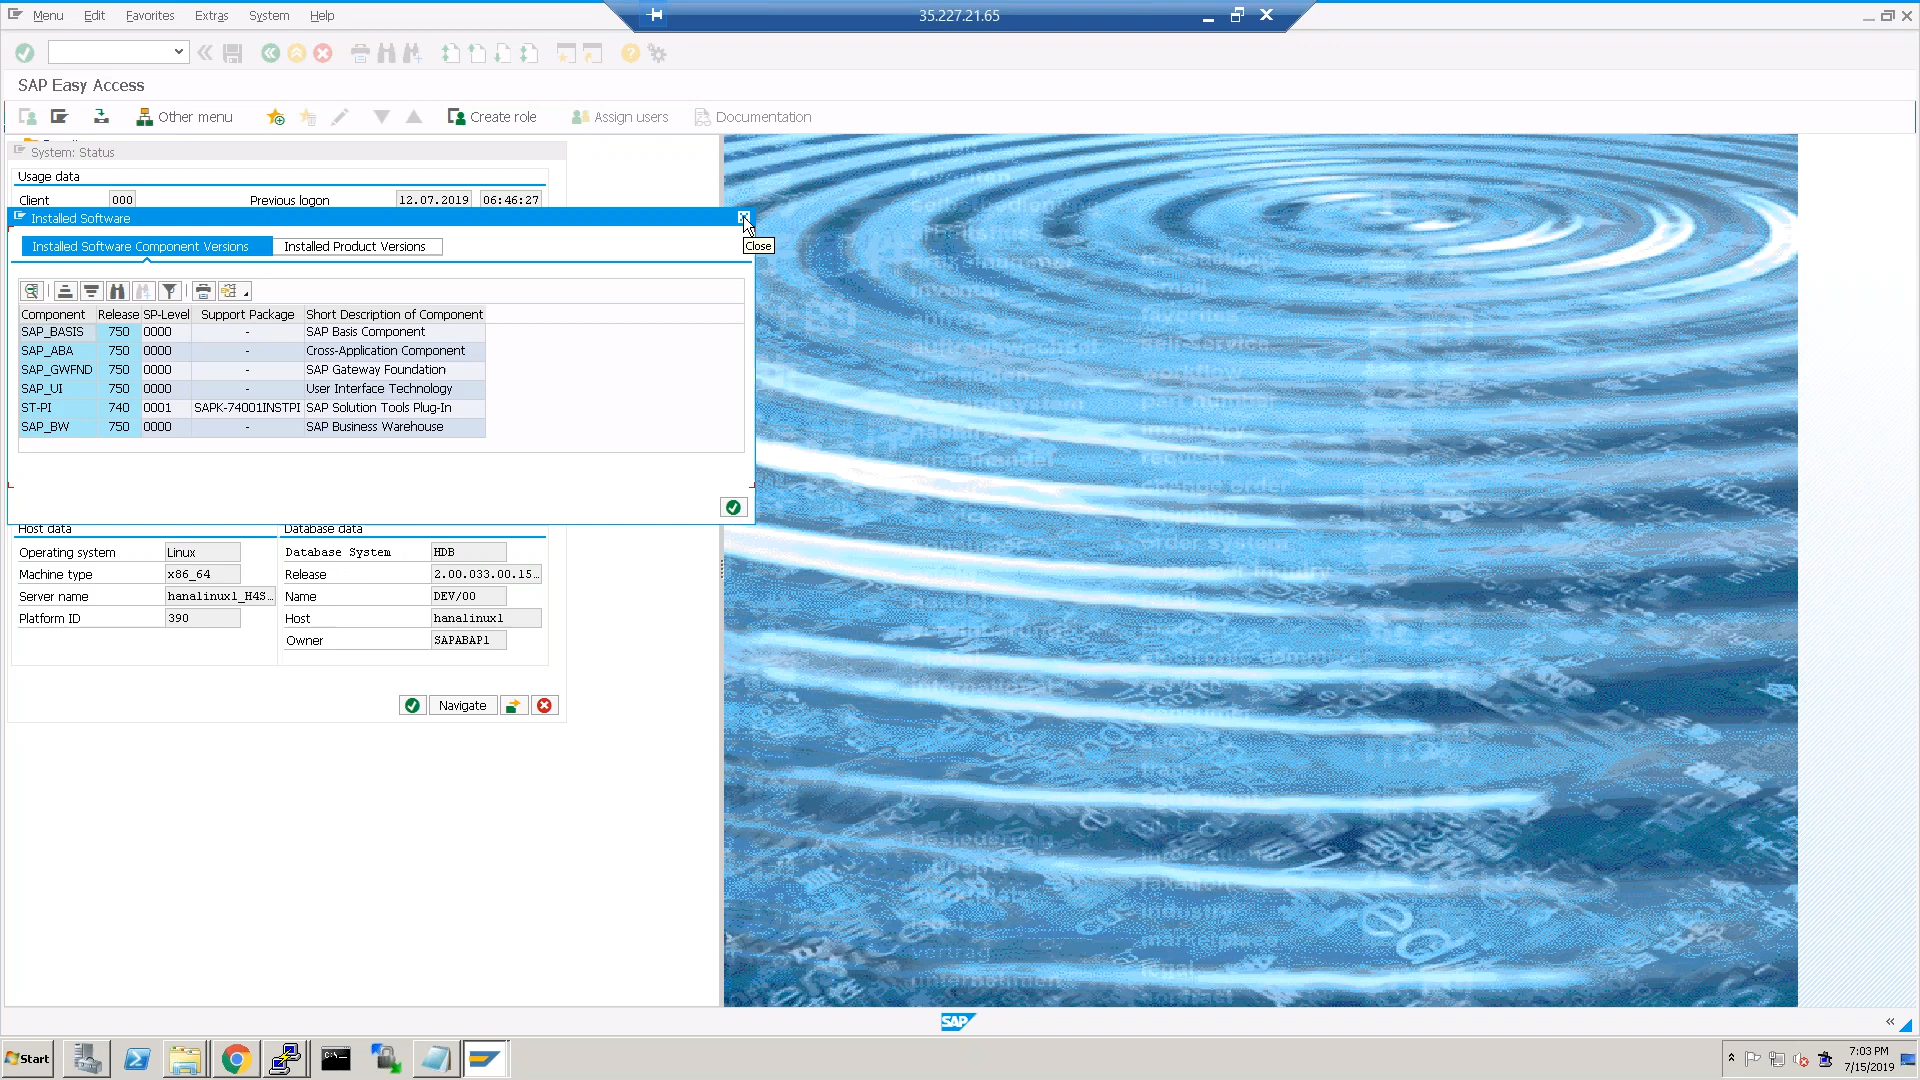 Menu Edit Favorites Extras System Help
35.227.21.65
SAP Easy Access
Other menu Create role Assign users Documentation
System: Status
Usage data
Client 000 Previous logon 12.07.2019 06:46:27
Installed Software
Close
Installed Software Component Versions Installed Product Versions
Component Release SP-Level Support Package Short Description of Component
SAP_BASIS 750 0000 - SAP Basis Component
SAP_ABA 750 0000 - Cross-Application Component
SAP_GWFND 750 0000 - SAP Gateway Foundation
SAP_UI 750 0000 - User Interface Technology
ST-PI 740 0001 SAPK-74001INSTPI SAP Solution Tools Plug-In
SAP_BW 750 0000 - SAP Business Warehouse
Host data Database data
Operating system Linux Database System HDB
Machine type x86_64 Release 2.00.033.00.15...
Server name hanalinux1_H4S... Name DEV/00
Platform ID 390 Host hanalinux1
Owner SAPABAP1
Navigate
SAP
Start
7:03 PM
7/15/2019